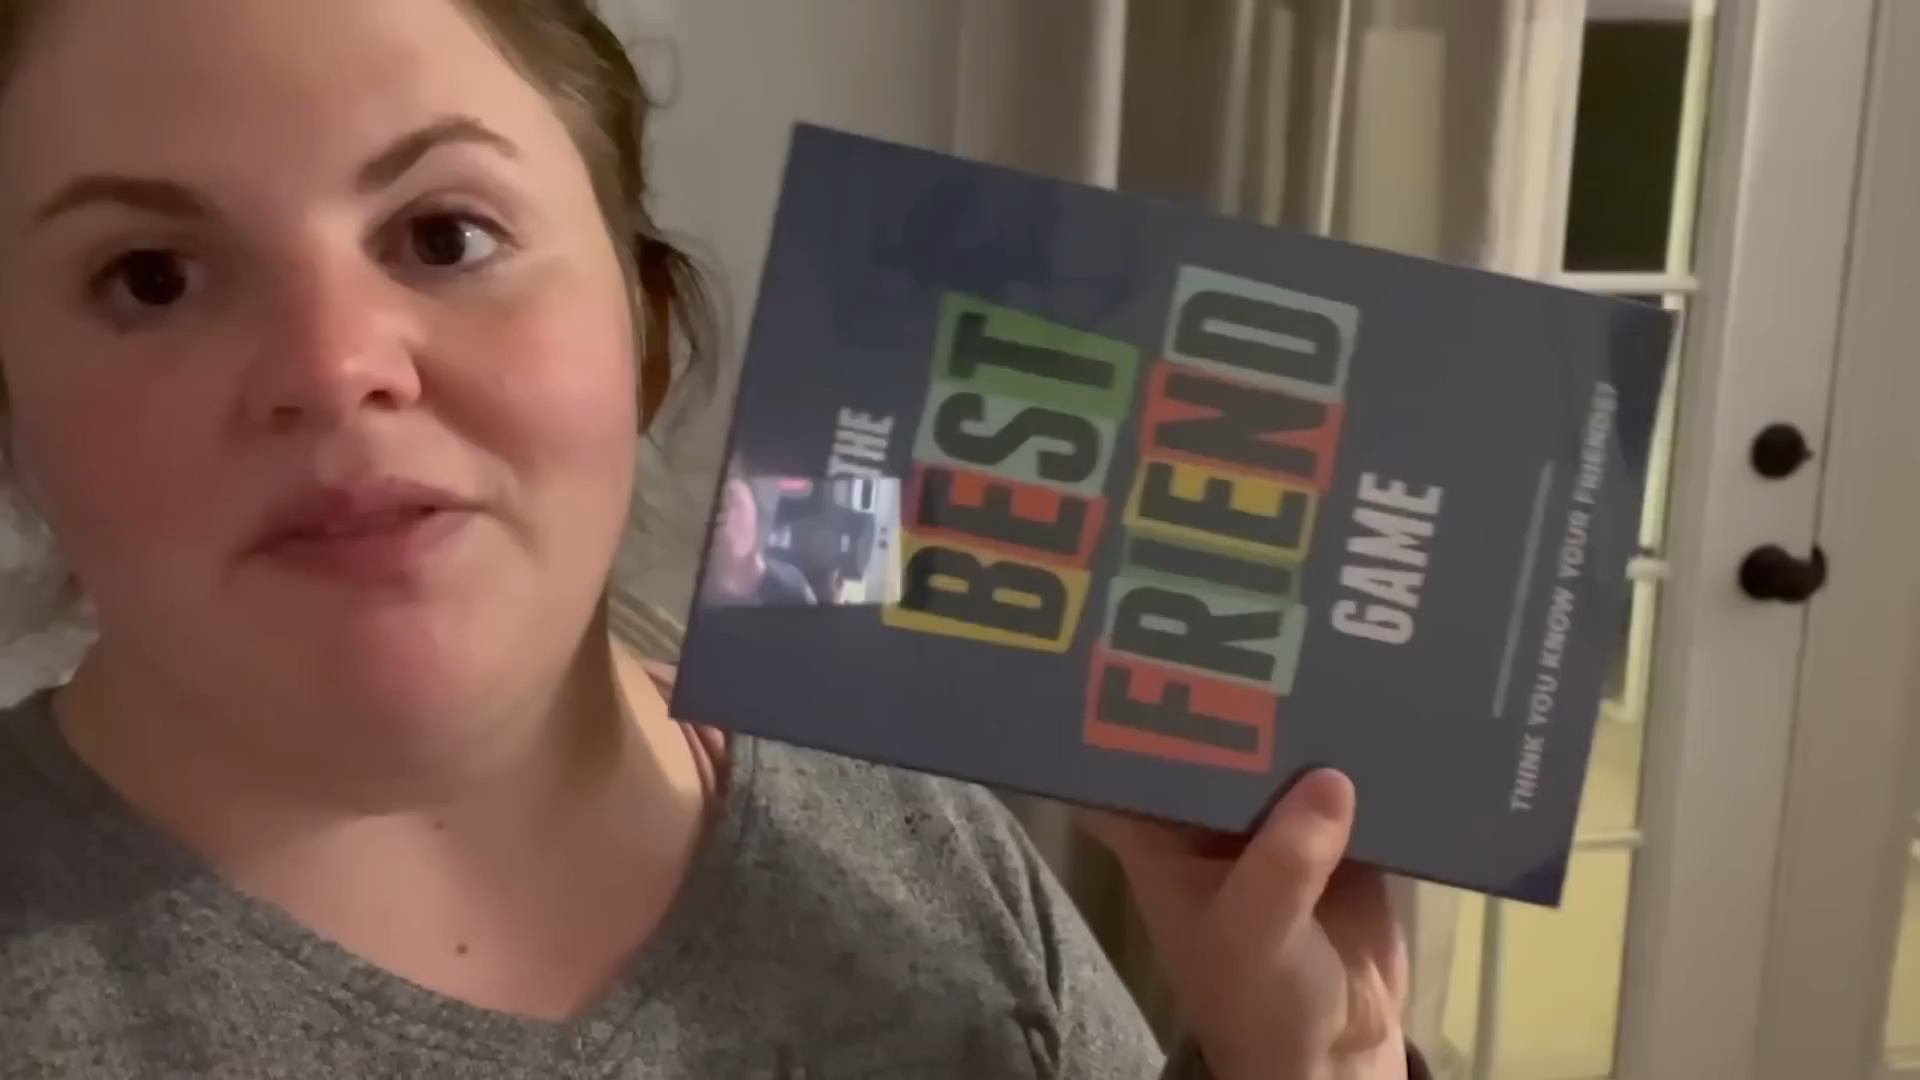 THE
BEST
FRIEND
GAME
THINK YOU KNOW YOUR FRIENDS?